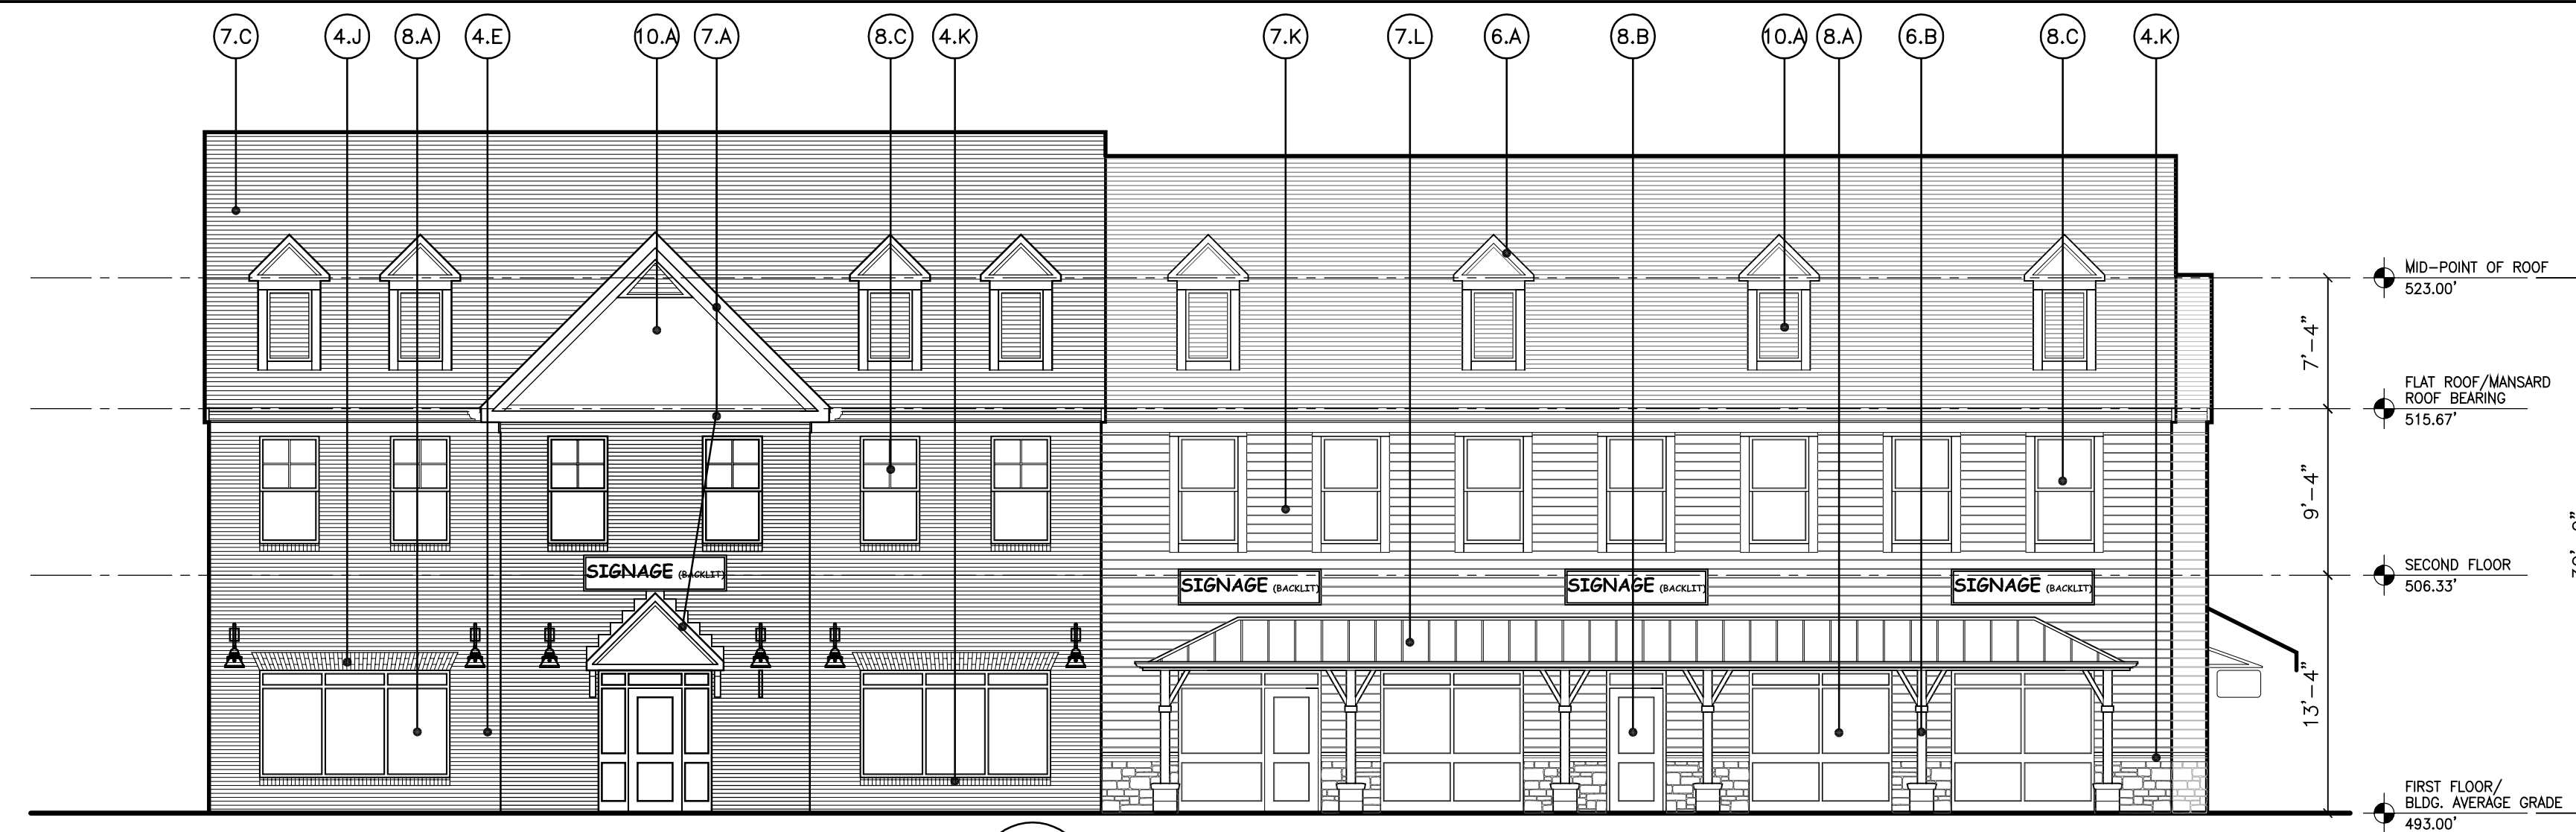 7.C
4.J
8.A
4.E
10.A
7.A
8.C
4.K
7.K
7.L
6.A
8.B
10.A
8.A
6.B
8.C
4.K
MID-POINT OF ROOF
523.00'
7'-4"
FLAT ROOF/MANSARD
ROOF BEARING
515.67'
9'-4"
SECOND FLOOR
506.33'
SIGNAGE (BACKLIT)
SIGNAGE (BACKLIT)
SIGNAGE (BACKLIT)
SIGNAGE (BACKLIT)
13'-4"
FIRST FLOOR/
BLDG. AVERAGE GRADE
493.00'